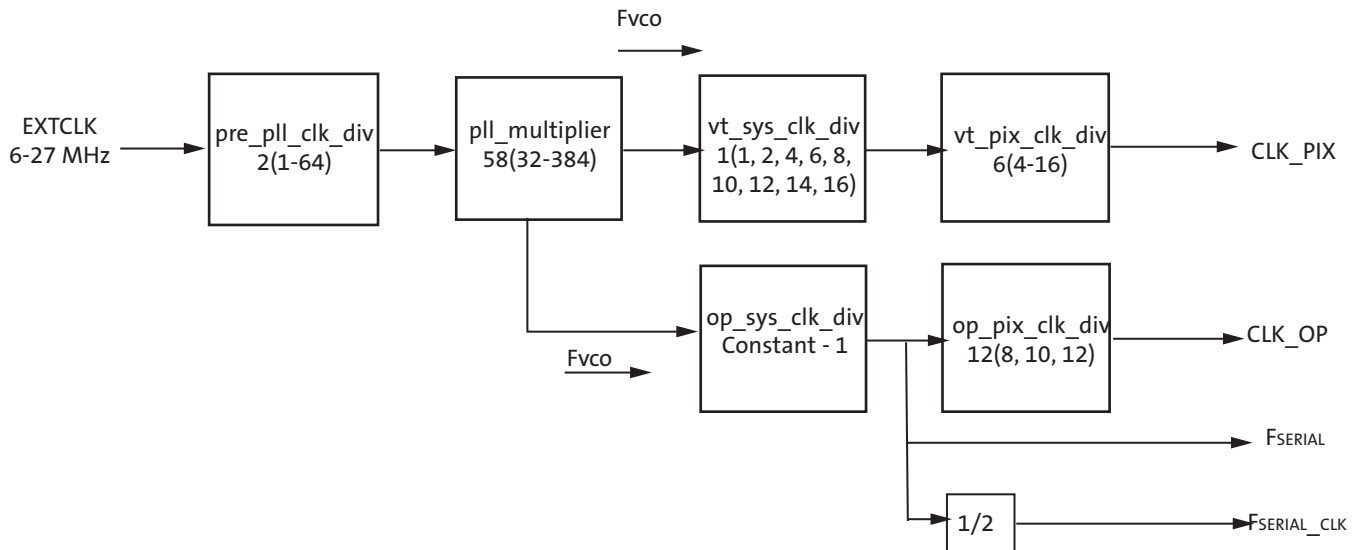 Fvco
EXTCLK
6-27 MHz
pre_pll_clk_div
2(1-64)
pll_multiplier
58(32-384)
vt_sys_clk_div
1(1, 2, 4, 6, 8,
10, 12, 14, 16)
vt_pix_clk_div
6(4-16)
CLK_PIX
Fvco
op_sys_clk_div
Constant - 1
op_pix_clk_div
12(8, 10, 12)
CLK_OP
FSERIAL
1/2
FSERIAL_CLK